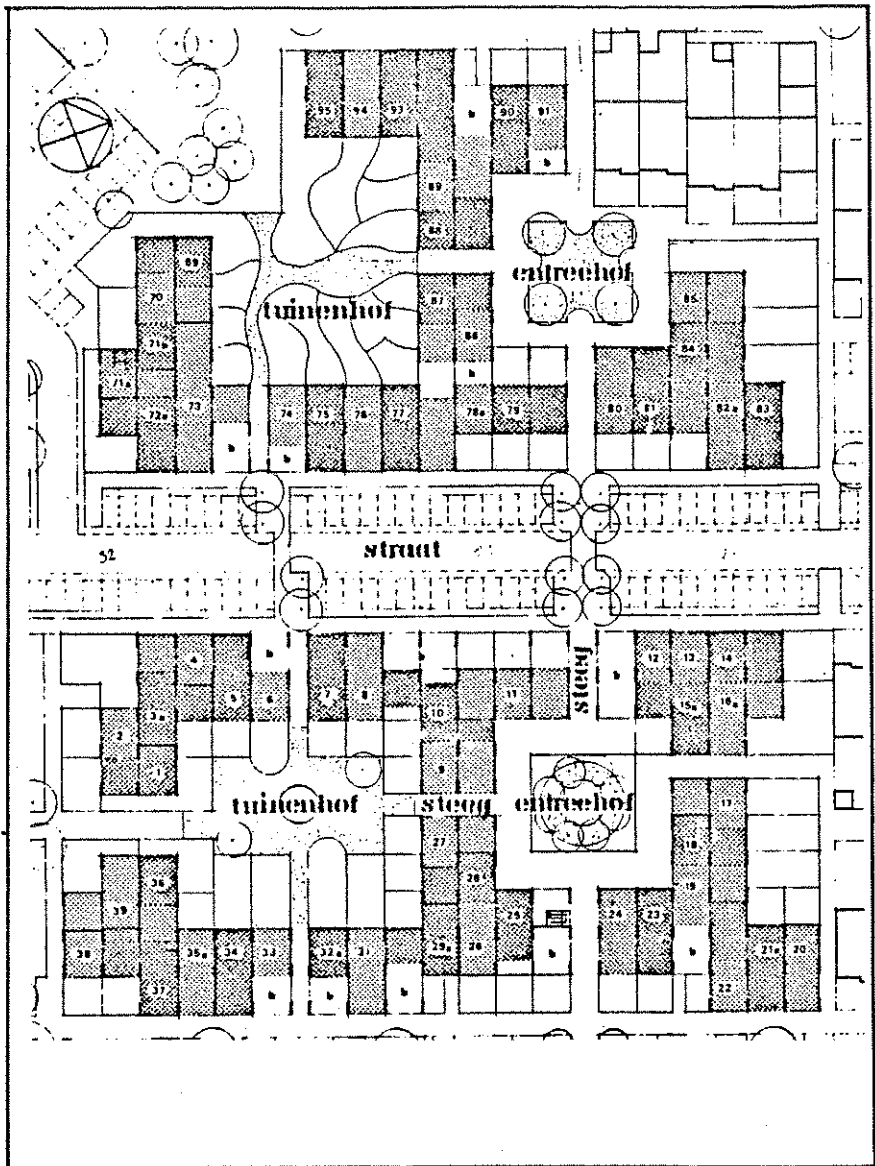 95 94 93 b 90 91
b
89
88
entreehof
69
70
tuinenhof
87
85
71a
86
84
71a
b
72a 73 74 75 76 77 78a 79 80 81 82a 83
b b
52 straat
b b
4 12 13 14
steeg
b
5 6 7 8 11
3a 10 15a 16a
2
1 9
tuinenhof steeg entreehof
17
27 18
36 28
39 19
25 24 23
38 35a 34 33 32a 31 29a 26 b b 21a 20
37 b b b 22